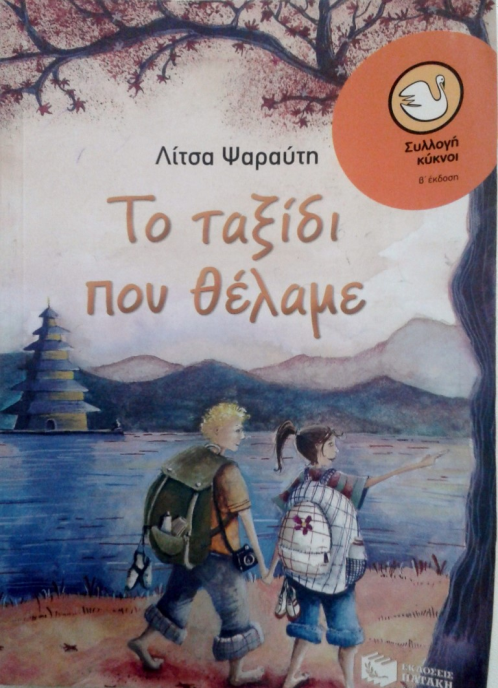 Συλλογή
κύκνοι
β΄ έκδοση
Λίτσα Ψαραύτη
Το ταξίδι
που θέλαμε
ΕΚΔΟΣΕΙΣ
ΠΑΤΑΚΗ